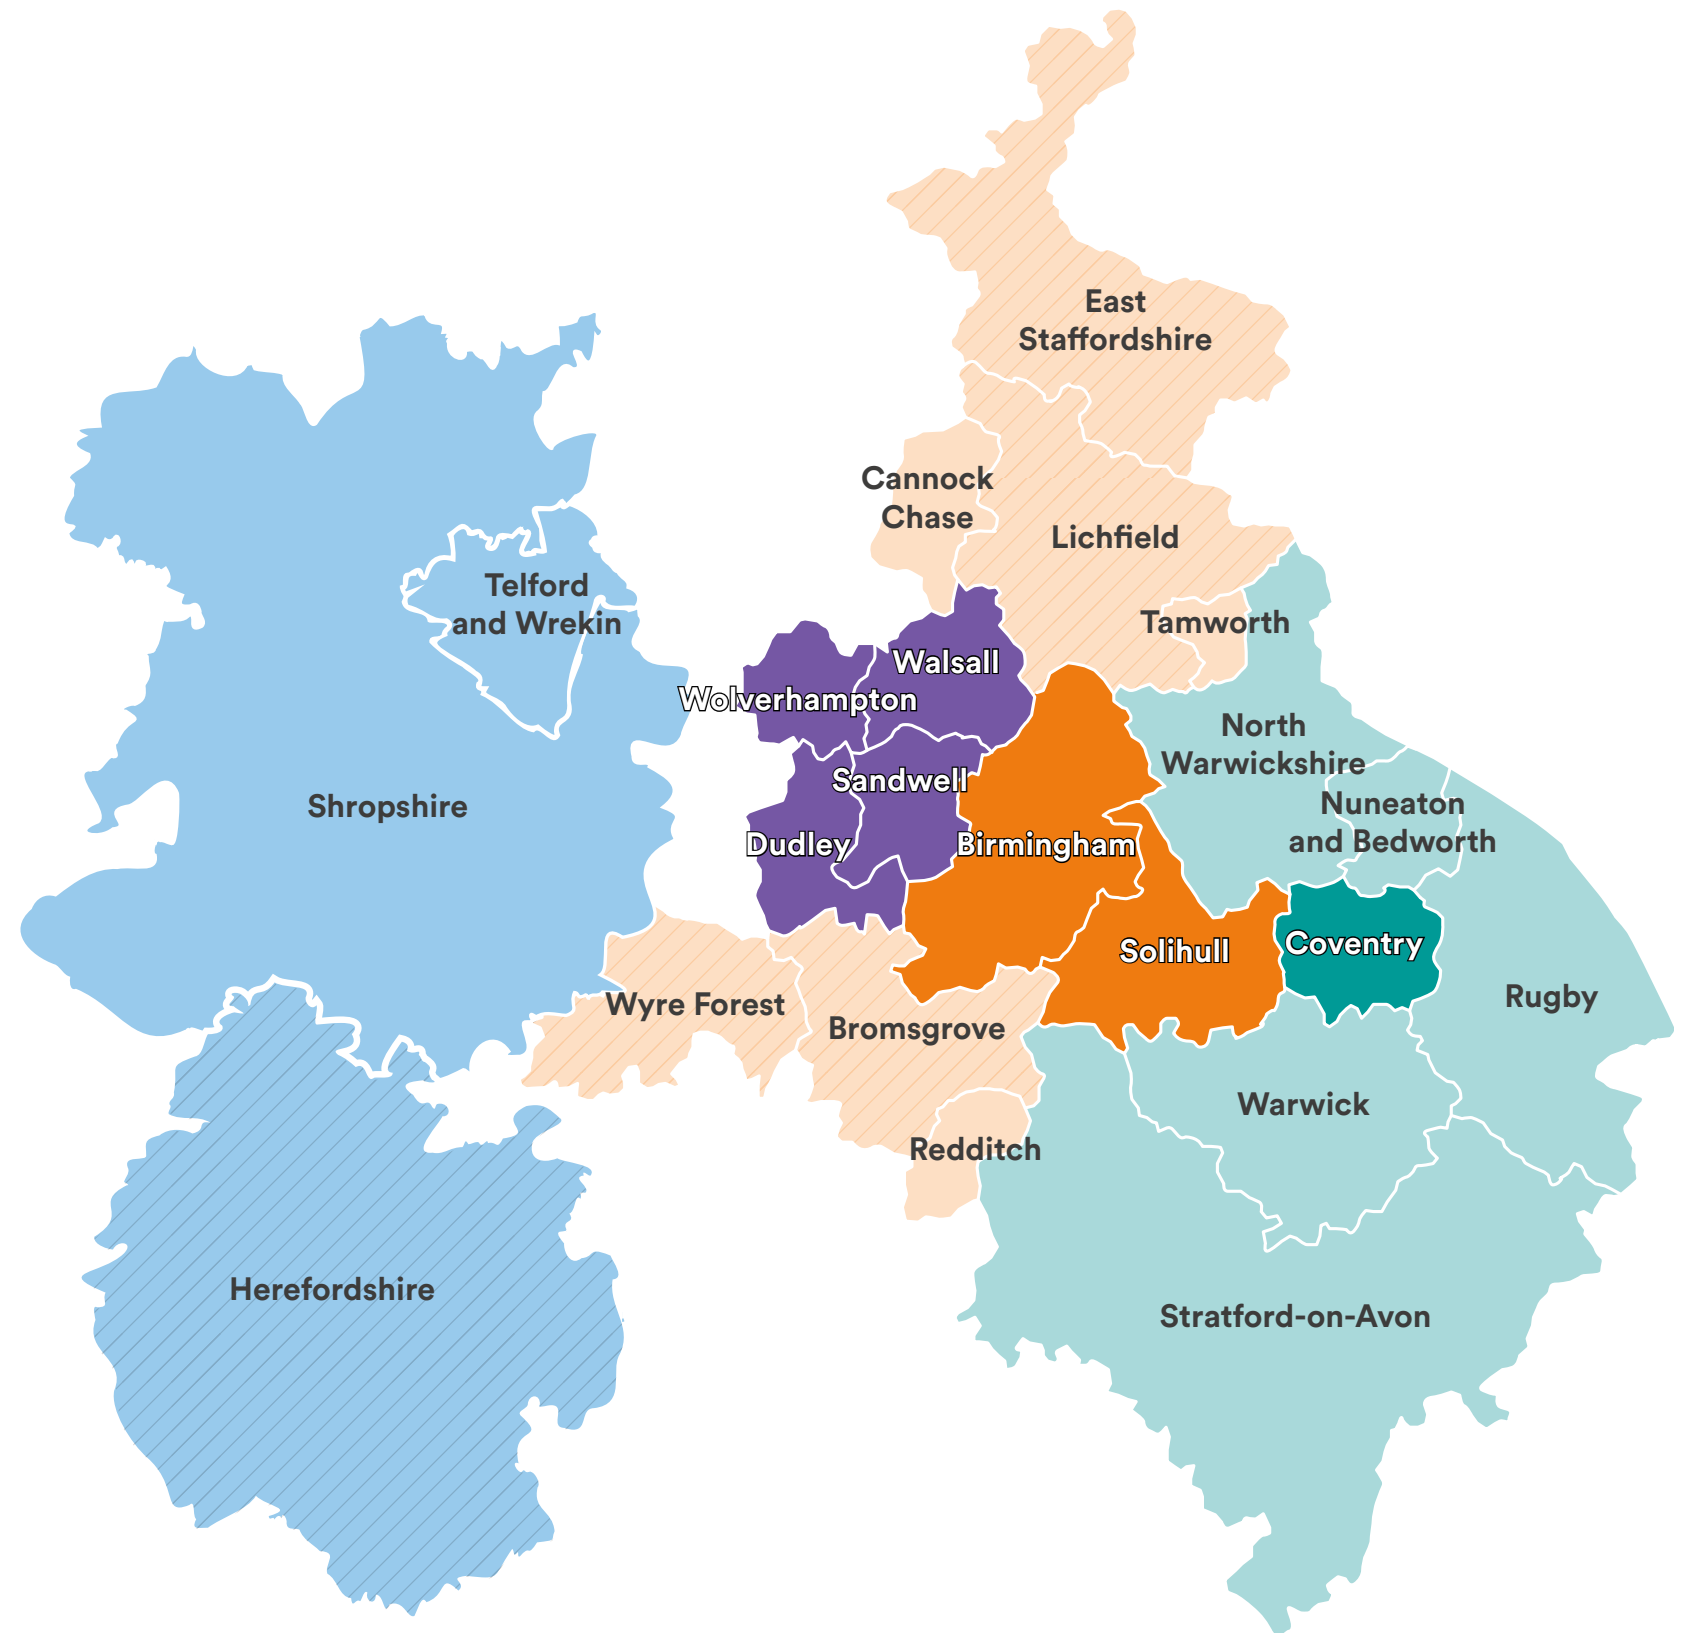 East
Staffordshire
Cannock
Chase
Lichfield
Telford
and Wrekin
Tamworth
Walsall
Wolverhampton
North
Warwickshire
Sandwell
Nuneaton
and Bedworth
Shropshire
Dudley
Birmingham
Solihull
Coventry
Rugby
Wyre Forest
Bromsgrove
Warwick
Redditch
Herefordshire
Stratford-on-Avon